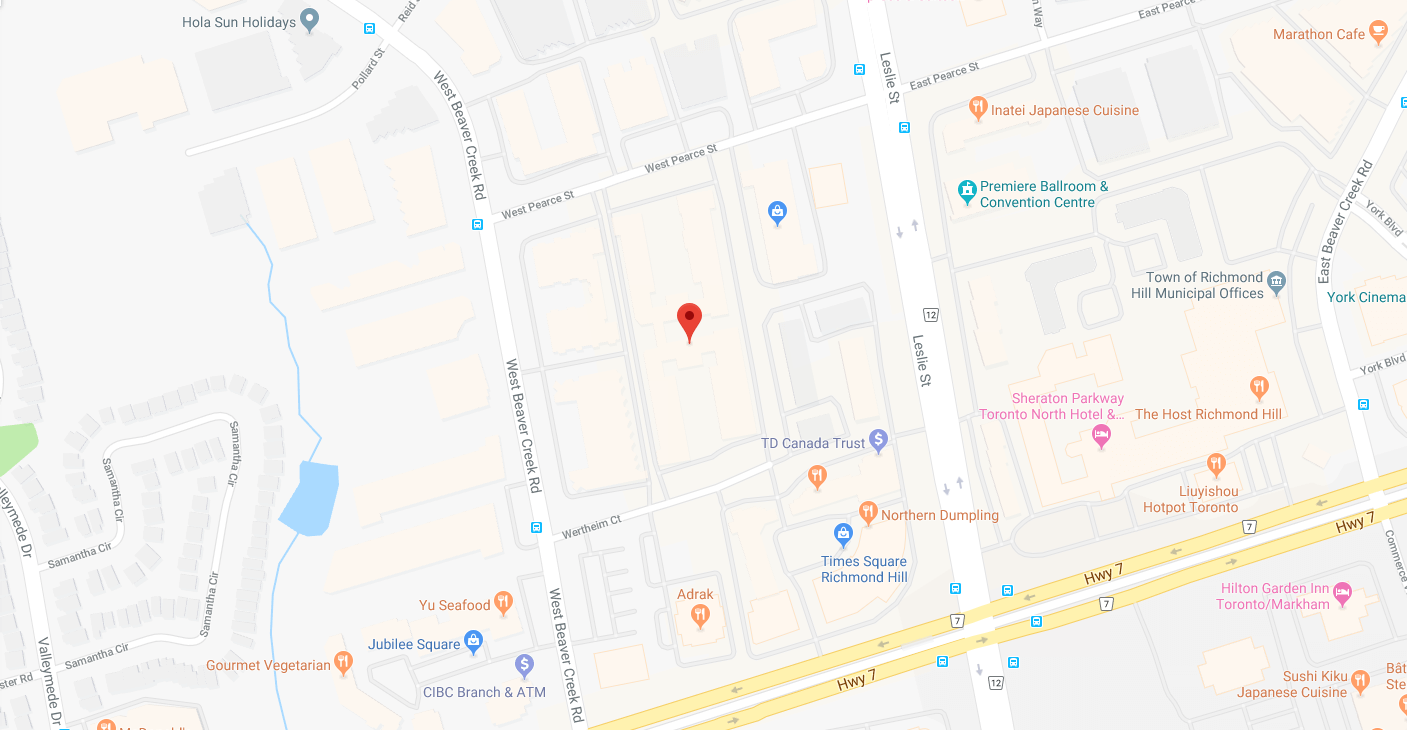 Hola Sun Holidays
Reid
Pollard St
West Beaver Creek Rd
Leslie St
East Pearce St
East Pearce
Way
Marathon Cafe
Inatei Japanese Cuisine
West Pearce St
West Pearce St
Premiere Ballroom &
Convention Centre
East Beaver Creek Rd
York Blvd
Town of Richmond
Hill Municipal Offices
York Cinema
12
Leslie St
West Beaver Creek Rd
York Blvd
Sheraton Parkway
Toronto North Hotel &...
The Host Richmond Hill
TD Canada Trust
Samantha Cir
Samantha Cir
Liuyishou
Hotpot Toronto
Valleymede Dr
Wertheim Ct
Northern Dumpling
Hwy 7
7
Commerce
Samantha Cir
Samantha Cir
Times Square
Richmond Hill
Hwy 7
7
Hilton Garden Inn
Toronto/Markham
Adrak
Yu Seafood
7
Jubilee Square
Samantha Cir
Gourmet Vegetarian
West Beaver Creek Rd
Valleymede Dr
ster Rd
CIBC Branch & ATM
Hwy 7
12
Sushi Kiku
Japanese Cuisine
Bât
Ste